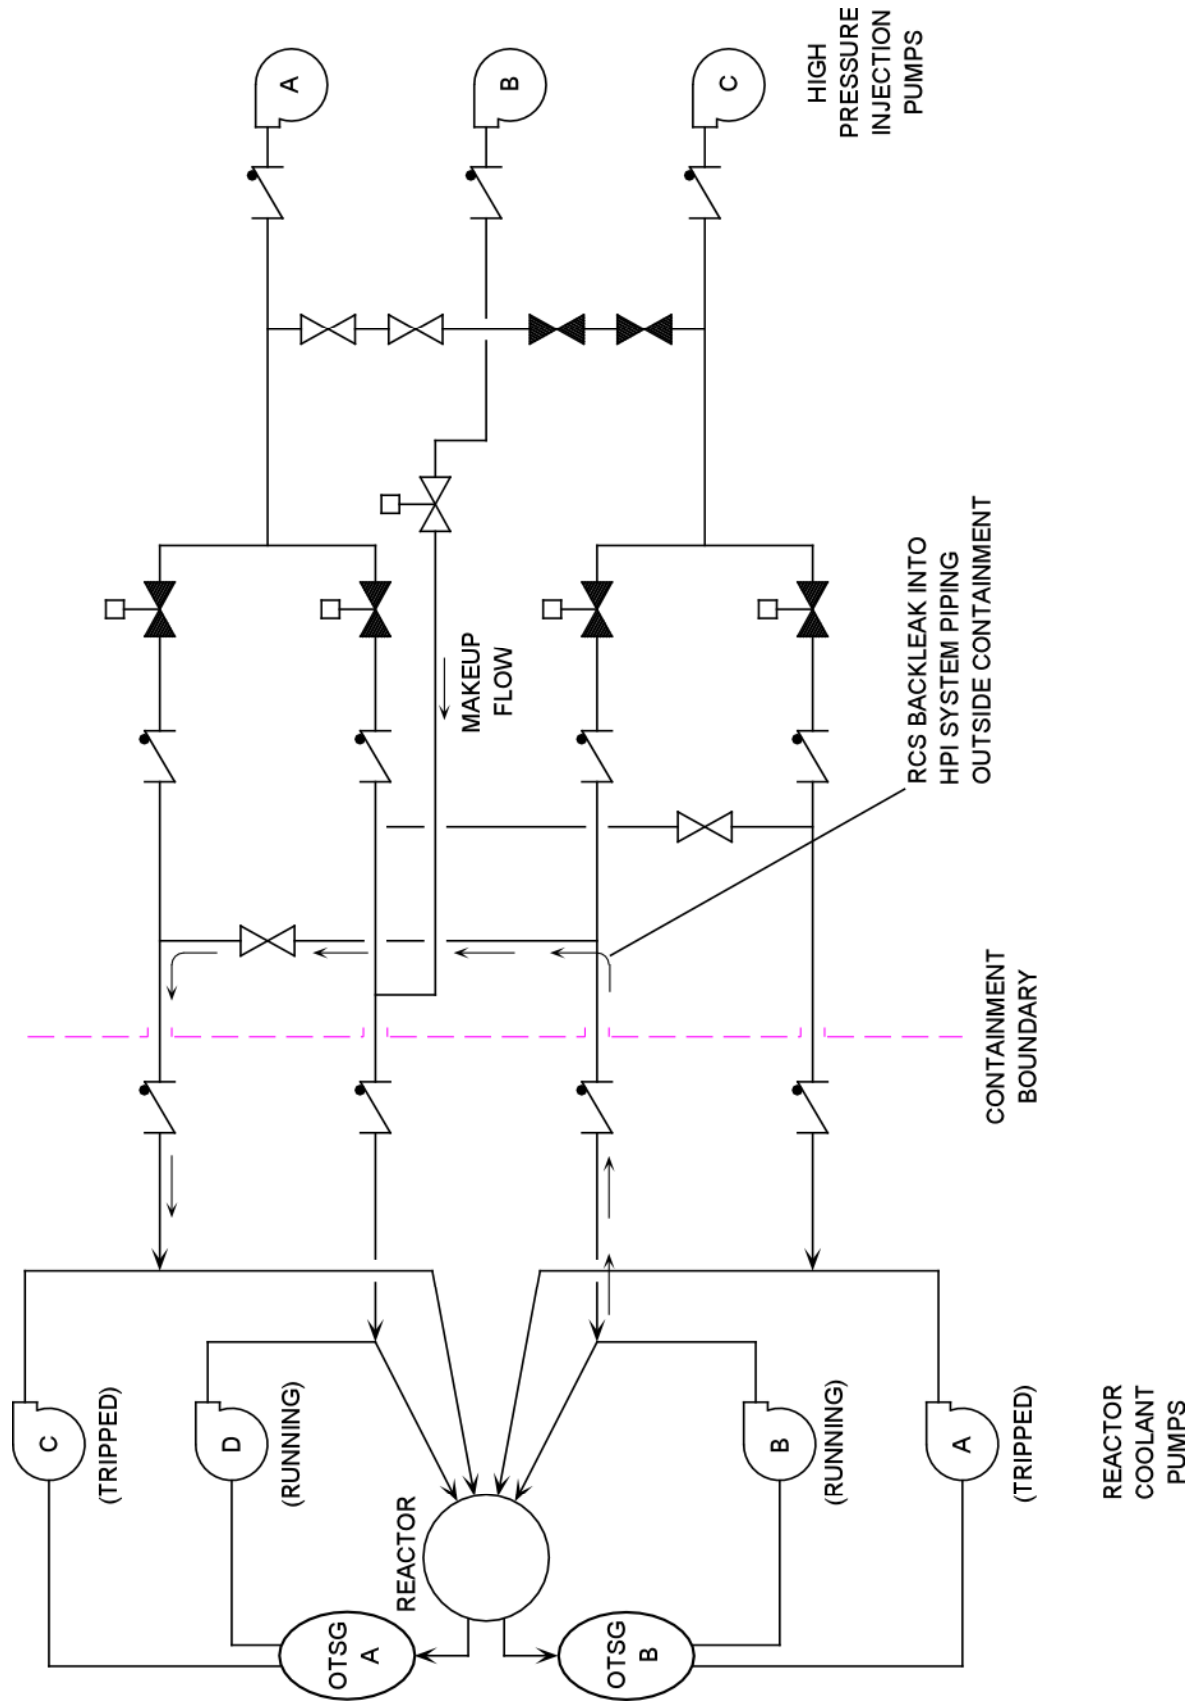 A
B
C
HIGH
PRESSURE
INJECTION
PUMPS
MAKEUP
FLOW
RCS BACKLEAK INTO
HPI SYSTEM PIPING
OUTSIDE CONTAINMENT
CONTAINMENT
BOUNDARY
C
(TRIPPED)
D
(RUNNING)
B
(RUNNING)
A
(TRIPPED)
REACTOR
COOLANT
PUMPS
REACTOR
OTSG
A
OTSG
B